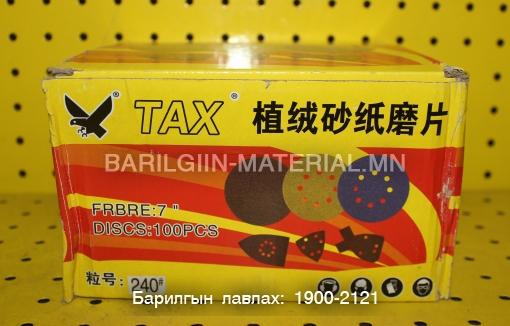 TAX ® 植绒砂纸磨片
BARILGIIN-MATERIAL.MN
FRBRE:7"
DISCS:100PCS
粒号: 240#
Барилгын лавлах: 1900-2121